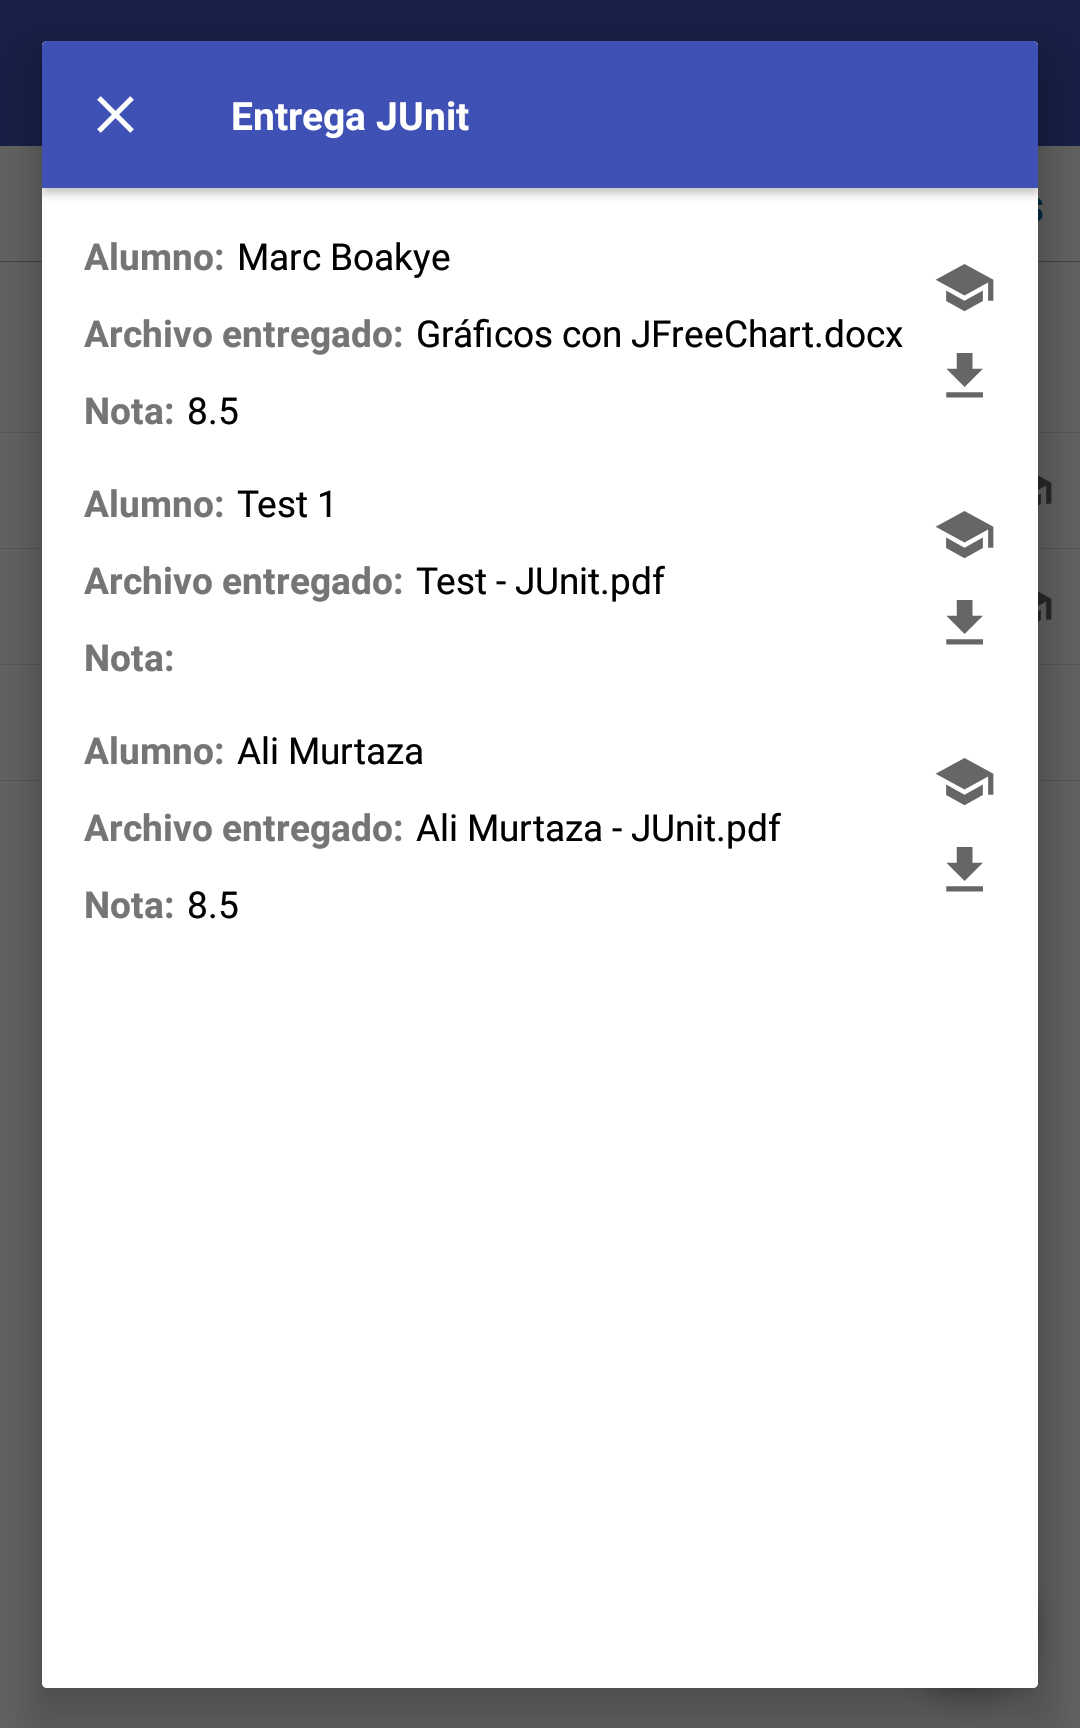 Entrega JUnit
Alumno: Marc Boakye
Archivo entregado: Gráficos con JFreeChart.docx
Nota: 8.5
Alumno: Test 1
Archivo entregado: Test - JUnit.pdf
Nota:
Alumno: Ali Murtaza
Archivo entregado: Ali Murtaza - JUnit.pdf
Nota: 8.5